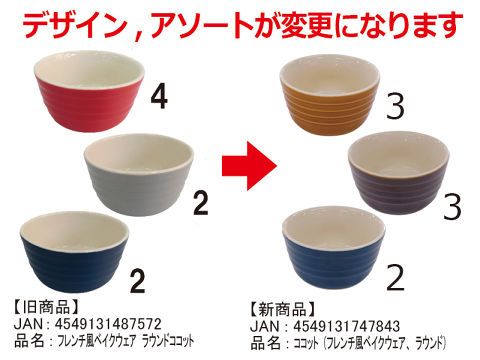 デザイン,アソートが変更になります
4
2
2
3
3
2
【旧商品】
JAN:4549131487572
品名:フレンチ風ベイクウェア ラウンドココット
【新商品】
JAN:4549131747843
品名:ココット(フレンチ風ベイクウェア、ラウンド)